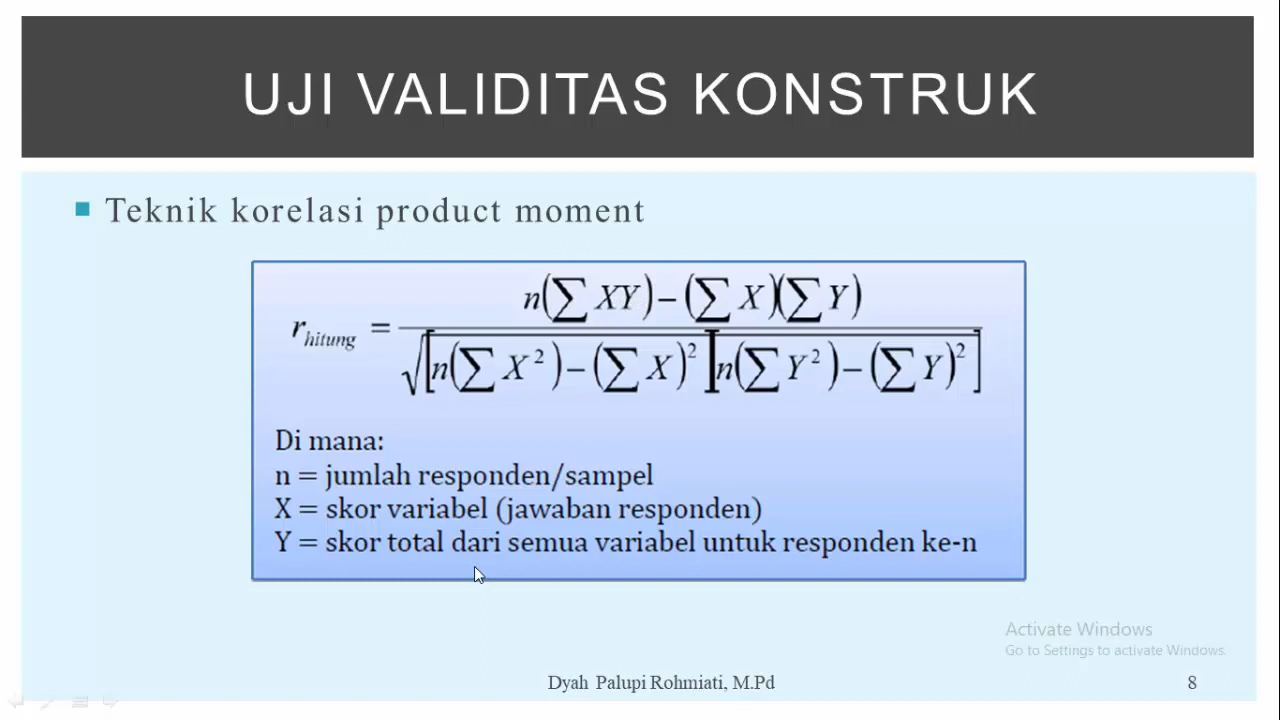 UJI VALIDITAS KONSTRUK
Teknik korelasi product moment
r_hitung = n(∑XY) – (∑X)(∑Y) / √[n(∑X²) – (∑X)²][n(∑Y²) – (∑Y)²]
Di mana:
n = jumlah responden/sampel
X = skor variabel (jawaban responden)
Y = skor total dari semua variabel untuk responden ke-n
Activate Windows
Go to Settings to activate Windows.
Dyah Palupi Rohmiati, M.Pd
8